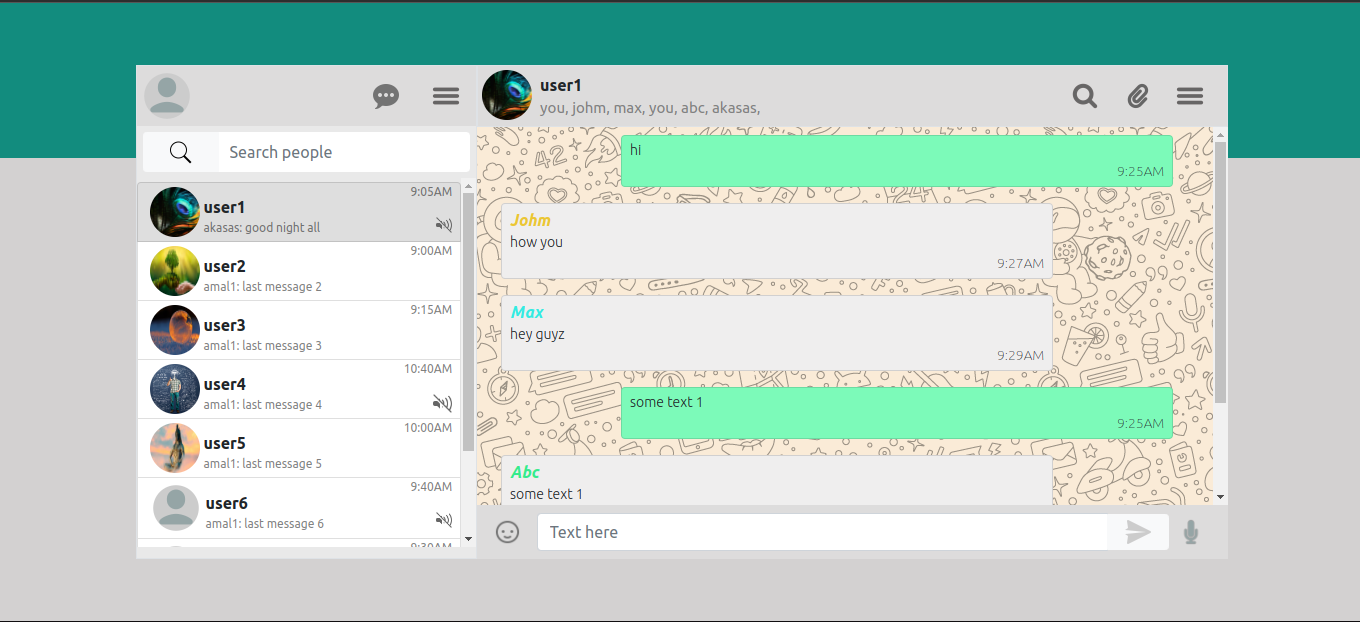 Search people
9:05AM
user1
akasas: good night all
9:00AM
user2
amal1: last message 2
9:15AM
user3
amal1: last message 3
10:40AM
user4
amal1: last message 4
10:00AM
user5
amal1: last message 5
9:40AM
user6
amal1: last message 6
9:30AM
user1
you, johm, max, you, abc, akasas,
hi
9:25AM
Johm
how you
9:27AM
Max
hey guyz
9:29AM
some text 1
9:25AM
Abc
some text 1
Text here
42